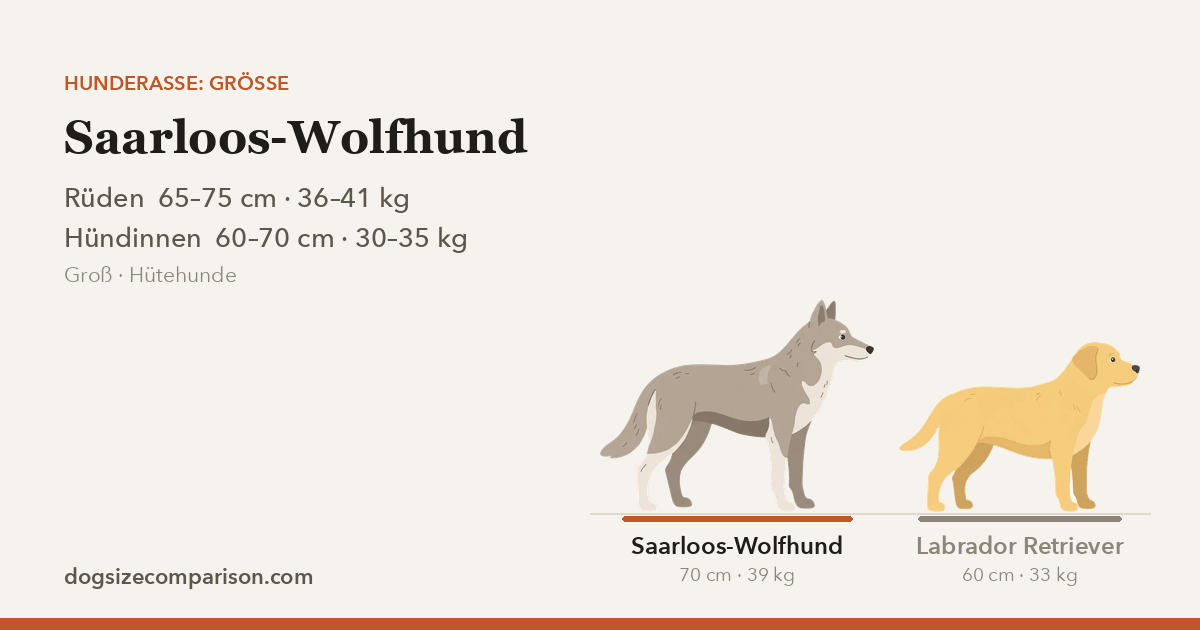 HUNDERASSE: GRÖSSE
Saarloos-Wolfhund
Rüden 65–75 cm · 36–41 kg
Hündinnen 60–70 cm · 30–35 kg
Groß · Hütehunde
Saarloos-Wolfhund
70 cm · 39 kg
Labrador Retriever
60 cm · 33 kg
dogsizecomparison.com